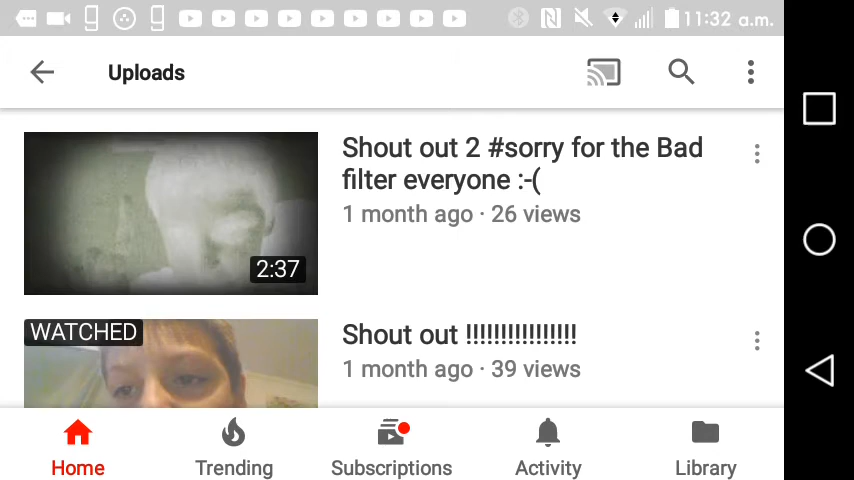 11:32 a.m.
Uploads
Shout out 2 #sorry for the Bad
filter everyone :-(
1 month ago · 26 views
2:37
WATCHED
Shout out !!!!!!!!!!!!!!!!
1 month ago · 39 views
Home
Trending
Subscriptions
Activity
Library